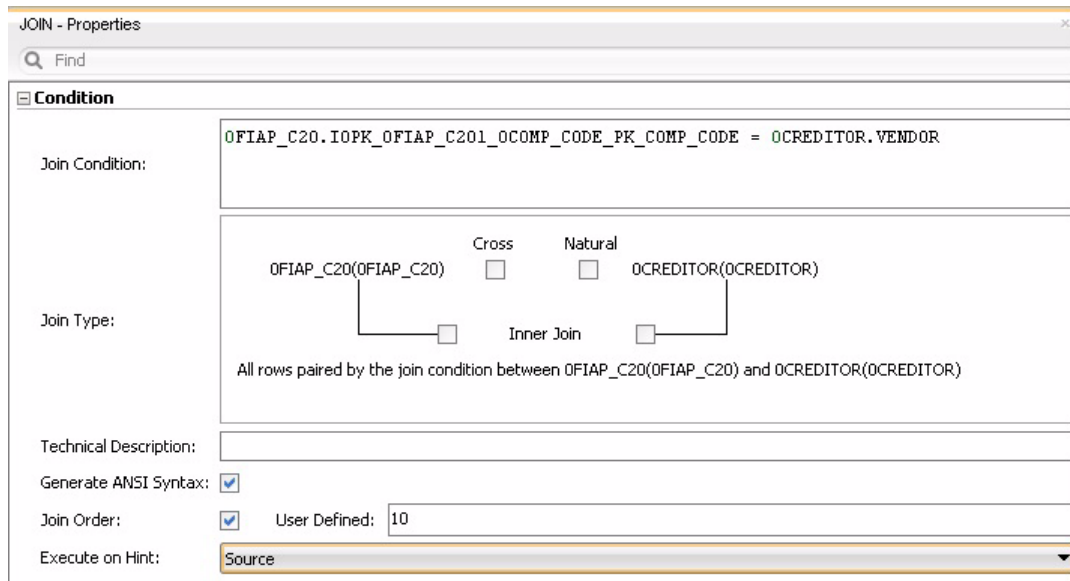 JOIN - Properties
Find
Condition
Join Condition:
0FIAP_C20.IOPK_0FIAP_C201_0COMP_CODE_PK_COMP_CODE = 0CREDITOR.VENDOR
Cross Natural
0FIAP_C20(0FIAP_C20) 0CREDITOR(0CREDITOR)
Join Type:
Inner Join
All rows paired by the join condition between 0FIAP_C20(0FIAP_C20) and 0CREDITOR(0CREDITOR)
Technical Description:
Generate ANSI Syntax:
Join Order: User Defined: 10
Execute on Hint: Source